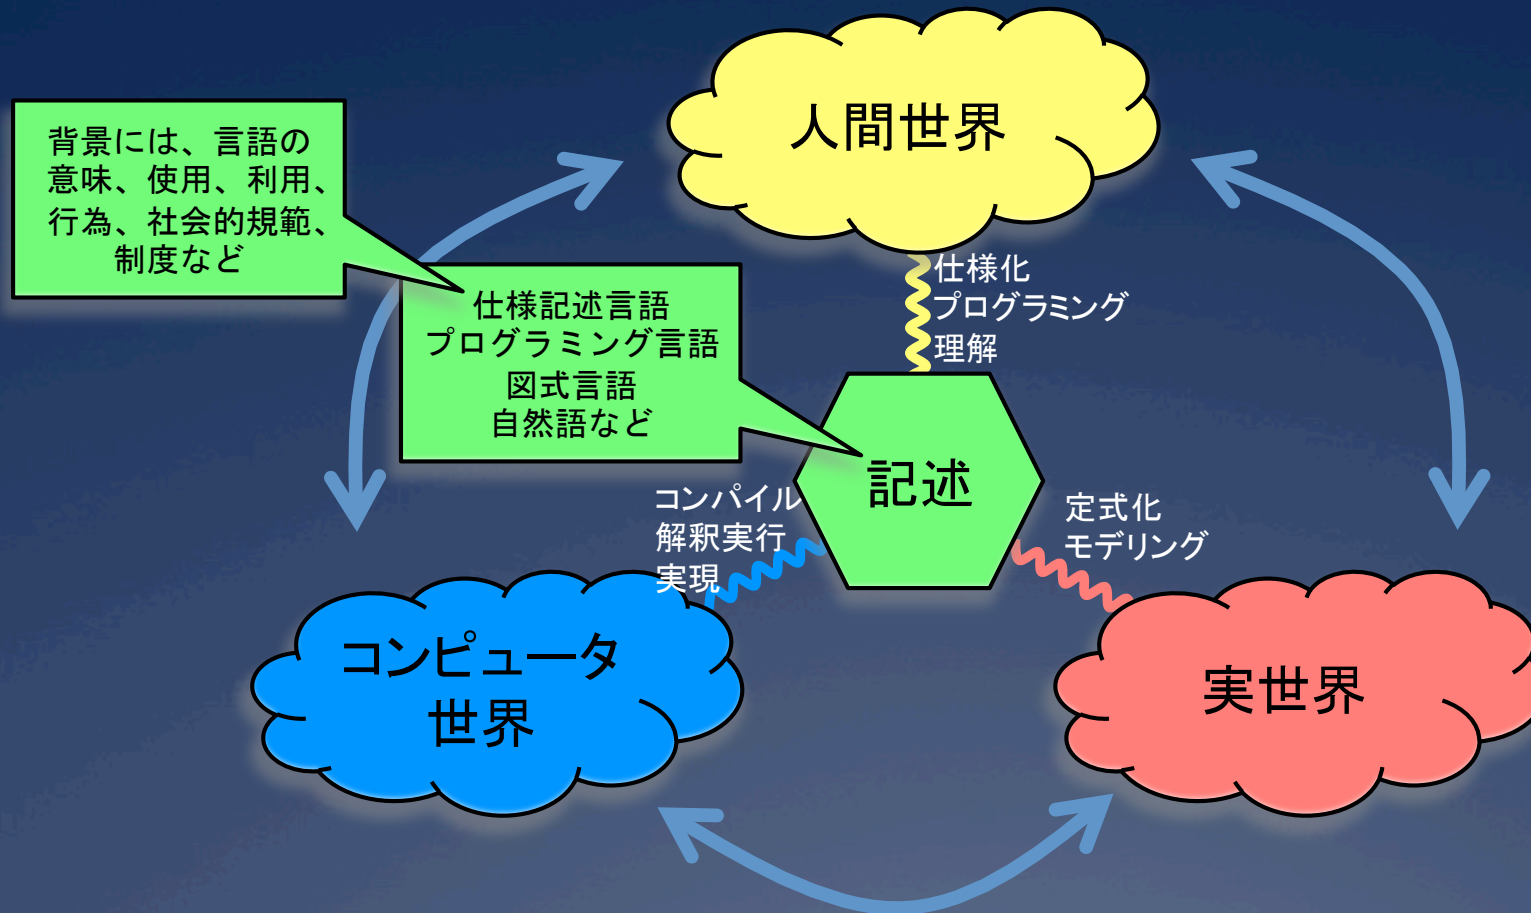 人間世界
背景には、言語の
意味、使用、利用、
行為、社会的規範、
制度など
仕様化
プログラミング
理解
仕様記述言語
プログラミング言語
図式言語
自然語など
記述
コンパイル
解釈実行
実現
定式化
モデリング
コンピュータ
世界
実世界